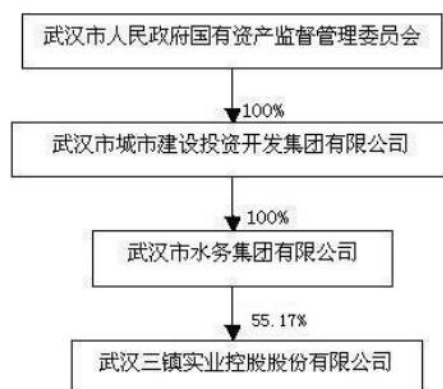 武汉市人民政府国有资产监督管理委员会
100%
武汉市城市建设投资开发集团有限公司
100%
武汉市水务集团有限公司
55.17%
武汉三镇实业控股股份有限公司